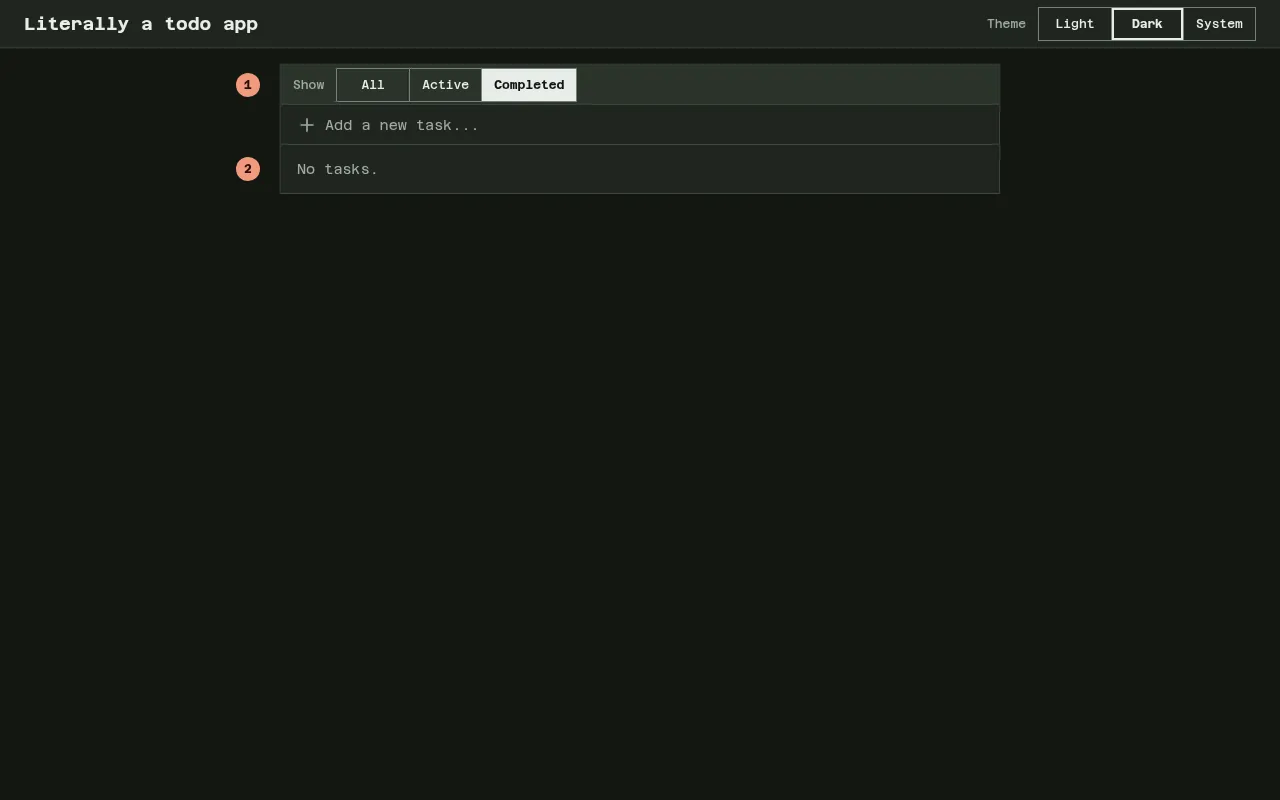 Literally a todo app
Theme Light Dark System
1 Show All Active Completed
Add a new task...
2 No tasks.